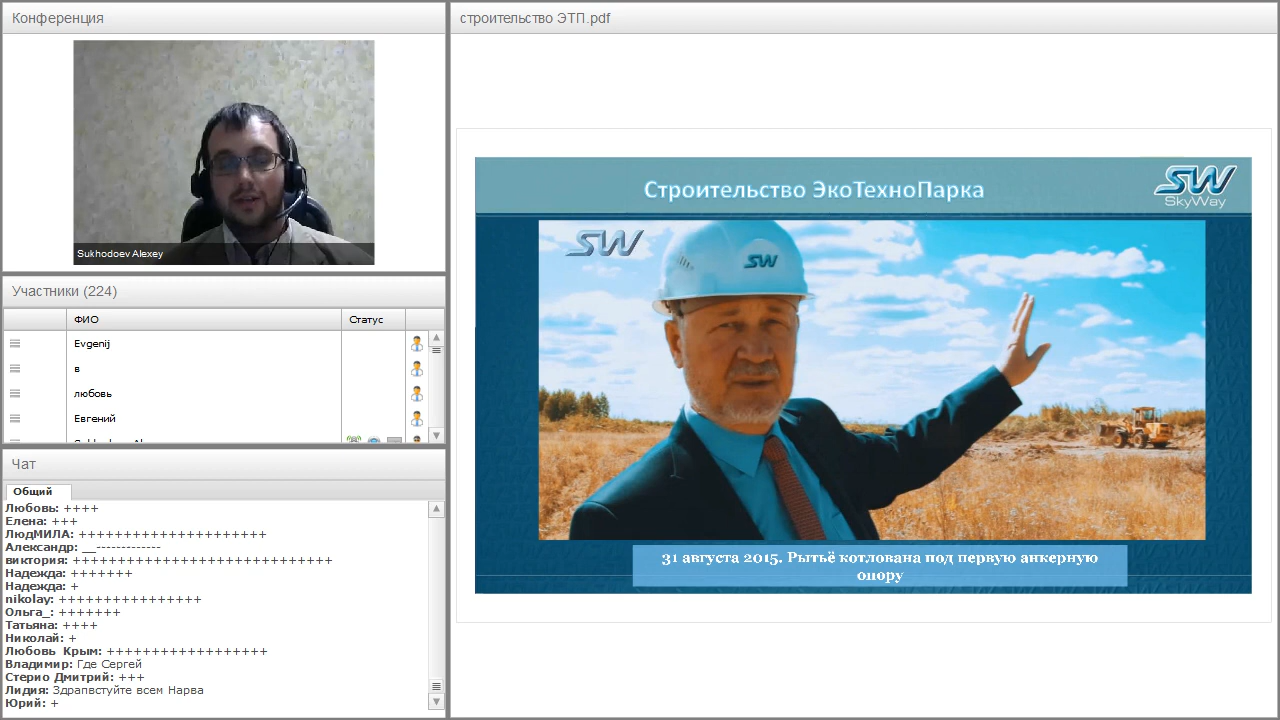 Конференция
Sukhodoev Alexey
Участники (224)
ФИО
Статус
Evgenij
в
любовь
Евгений
Чат
Общий
Любовь: ++++
Елена: +++
ЛюдМИЛА: +++++++++++++++++++++
Александр: __-------------
виктория: +++++++++++++++++++++++++++++
Надежда: +++++++
Надежда: +
nikolay: ++++++++++++++++
Ольга_: +++++++
Татьяна: ++++
Николай: +
Любовь Крым: ++++++++++++++++++
Владимир: Где Сергей
Стерио Дмитрий: +++
Лидия: Здрапастуйте всем Нарва
Юрий: +
строительство ЭТП.pdf
Строительство ЭкоТехноПарка
SW
SkyWay
SW
SW
31 августа 2015. Рытьё котлована под первую анкерную
опору